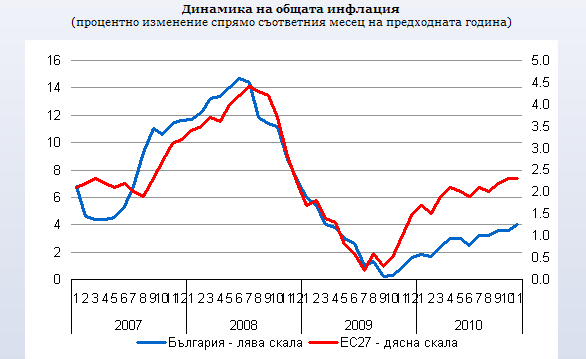 Динамика на общата инфлация
(процентно изменение спрямо съответния месец на предходната година)
16 5.0
14 4.5
12 4.0
10 3.5
8 3.0
6 2.5
4 2.0
2 1.5
0 1.0
0.5
0.0
1 2 3 4 5 6 7 8 9 10 11 12 1 2 3 4 5 6 7 8 9 10 11 12 1 2 3 4 5 6 7 8 9 10 11 12 1 2 3 4 5 6 7 8 9 10 11
2007 2008 2009 2010
България - лява скала ЕС27 - дясна скала